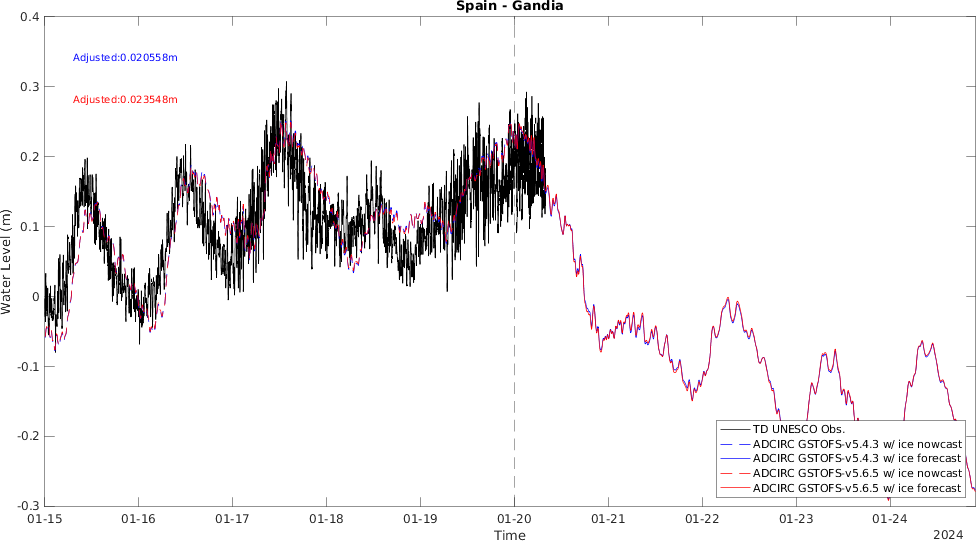 Spain - Gandia
0.4
0.3
0.2
0.1
0
-0.1
-0.2
-0.3
Water Level (m)
Adjusted:0.020558m
Adjusted:0.023548m
TD UNESCO Obs.
ADCIRC GSTOFS-v5.4.3 w/ ice nowcast
ADCIRC GSTOFS-v5.4.3 w/ ice forecast
ADCIRC GSTOFS-v5.6.5 w/ ice nowcast
ADCIRC GSTOFS-v5.6.5 w/ ice forecast
01-15 01-16 01-17 01-18 01-19 01-20 01-21 01-22 01-23 01-24
Time
2024